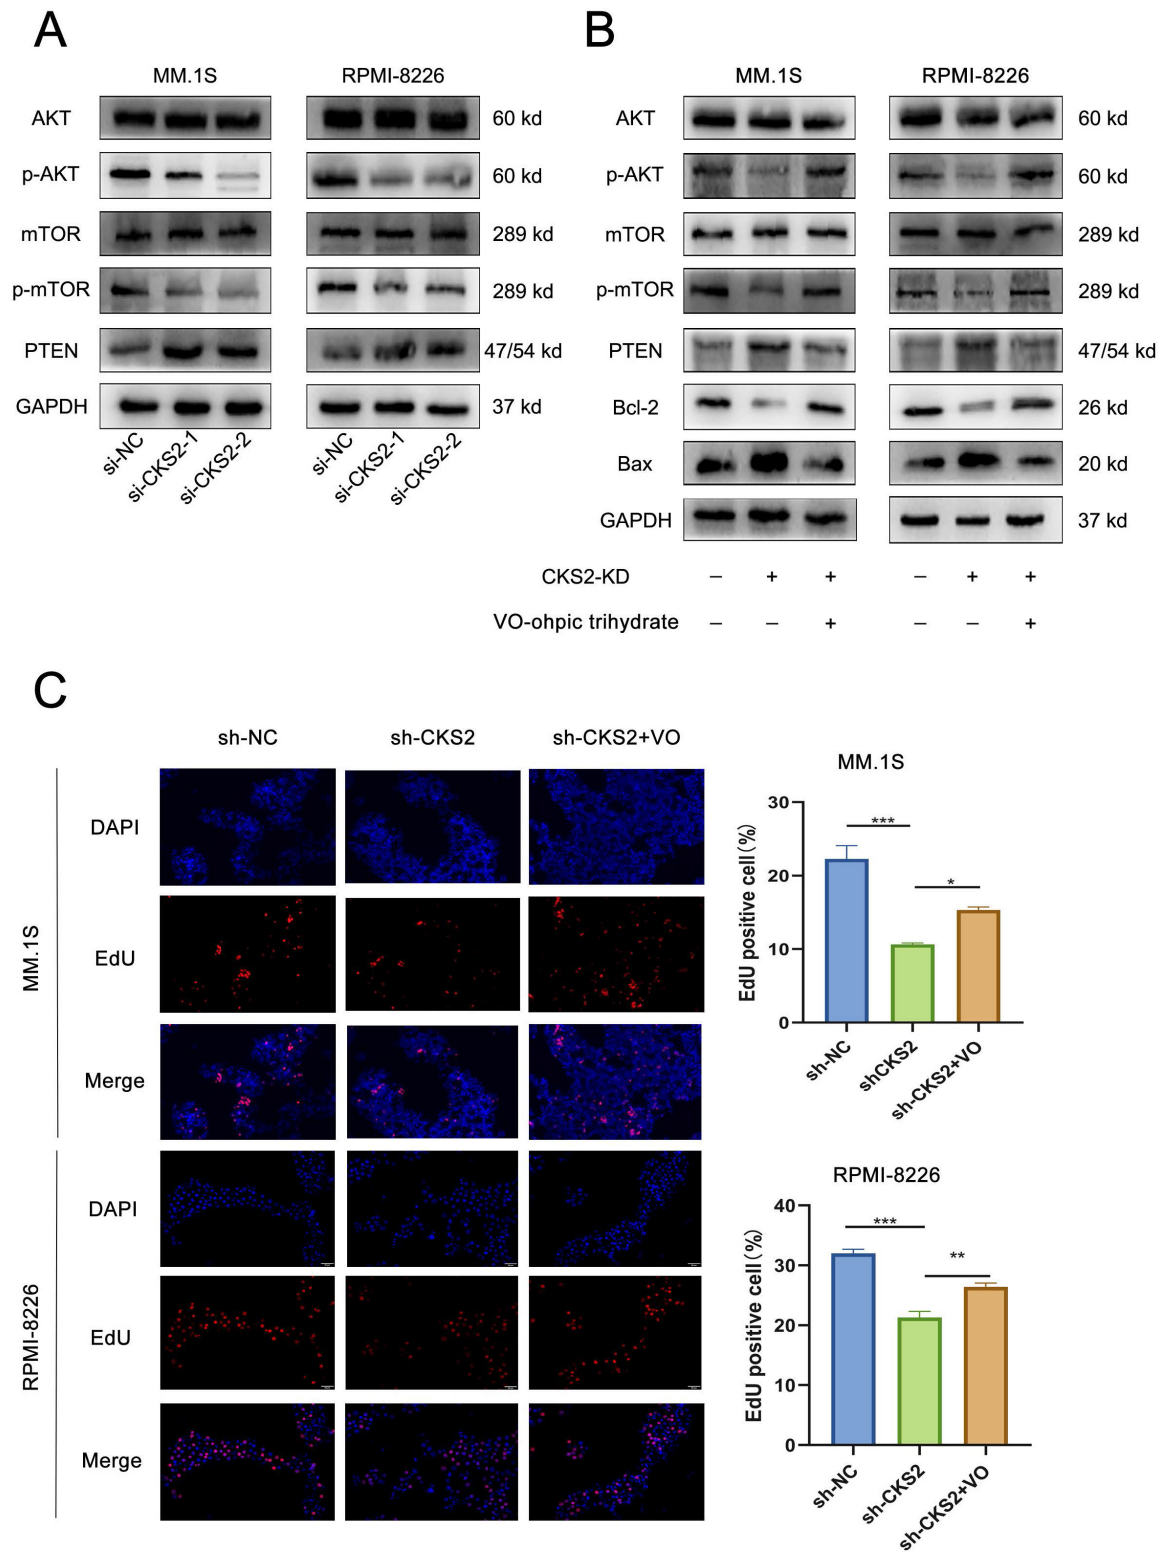 A
MM.1S RPMI-8226
AKT 60 kd
p-AKT 60 kd
mTOR 289 kd
p-mTOR 289 kd
PTEN 47/54 kd
GAPDH 37 kd
si-NC si-CKS2-1 si-CKS2-2 si-NC si-CKS2-1 si-CKS2-2
B
MM.1S RPMI-8226
AKT 60 kd
p-AKT 60 kd
mTOR 289 kd
p-mTOR 289 kd
PTEN 47/54 kd
Bcl-2 26 kd
Bax 20 kd
GAPDH 37 kd
CKS2-KD − + + − + +
VO-ohpic trihydrate − − + − − +
C
sh-NC sh-CKS2 sh-CKS2+VO
MM.1S
DAPI
EdU
Merge
RPMI-8226
DAPI
EdU
Merge
MM.1S
EdU positive cell(%)
30
20
10
0
***
*
sh-NC shCKS2 sh-CKS2+VO
RPMI-8226
EdU positive cell(%)
40
30
20
10
0
***
**
sh-NC sh-CKS2 sh-CKS2+VO